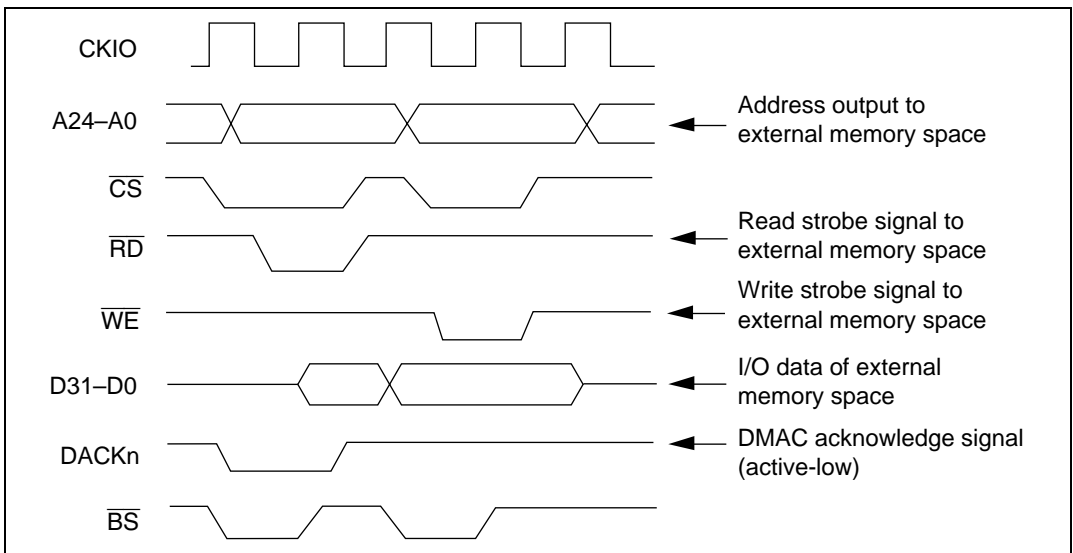 CKIO
A24–A0
Address output to
external memory space
CS
RD
Read strobe signal to
external memory space
WE
Write strobe signal to
external memory space
D31–D0
I/O data of external
memory space
DACKn
DMAC acknowledge signal
(active-low)
BS